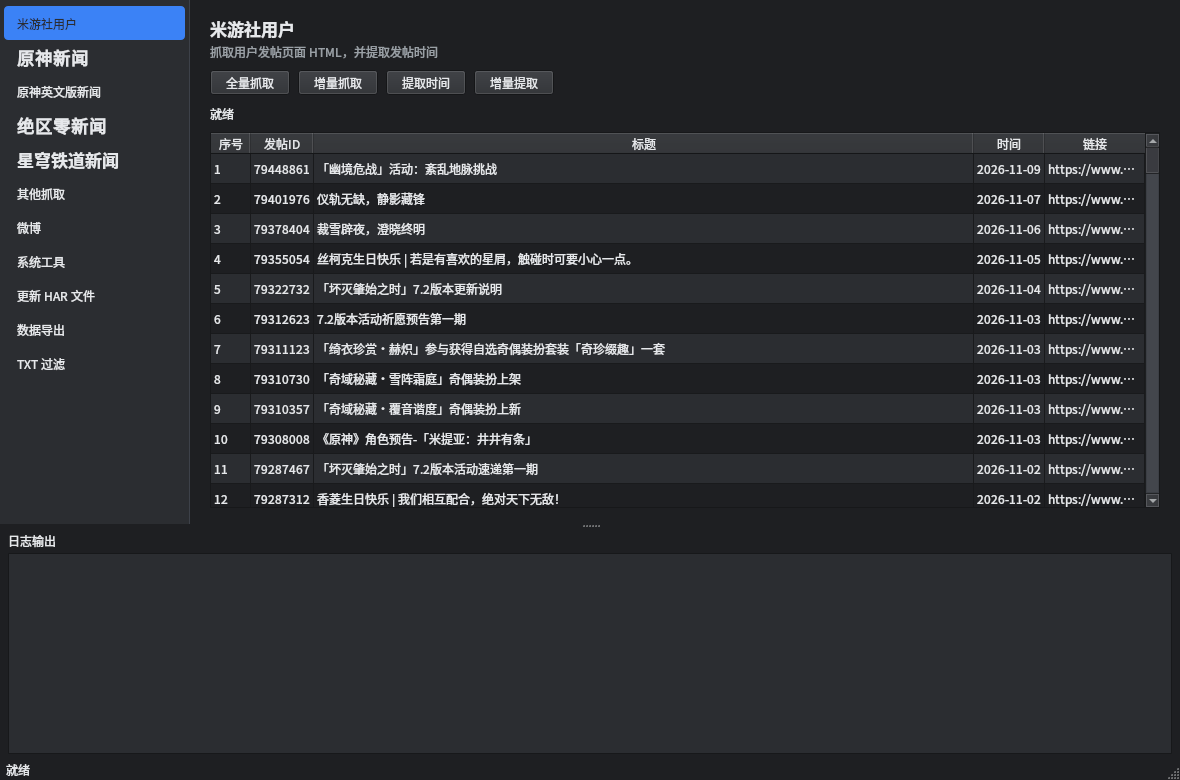 米游社用户
原神新闻
原神英文版新闻
绝区零新闻
星穹铁道新闻
其他抓取
微博
系统工具
更新 HAR 文件
数据导出
TXT 过滤
米游社用户
抓取用户发帖页面 HTML，并提取发帖时间
全量抓取 增量抓取 提取时间 增量提取
就绪
序号 发帖ID 标题 时间 链接
1 79448861 「幽境危战」活动：紊乱地脉挑战 2026-11-09 https://www.…
2 79401976 仪轨无缺，静影藏锋 2026-11-07 https://www.…
3 79378404 裁雪辟夜，澄晓终明 2026-11-06 https://www.…
4 79355054 丝柯克生日快乐 | 若是有喜欢的星屑，触碰时可要小心一点。 2026-11-05 https://www.…
5 79322732 「坏灭肇始之时」7.2版本更新说明 2026-11-04 https://www.…
6 79312623 7.2版本活动祈愿预告第一期 2026-11-03 https://www.…
7 79311123 「绮衣珍赏・赫炽」参与获得自选奇偶装扮套装「奇珍缀趣」一套 2026-11-03 https://www.…
8 79310730 「奇域秘藏・雪阵霜庭」奇偶装扮上架 2026-11-03 https://www.…
9 79310357 「奇域秘藏・覆音谐度」奇偶装扮上新 2026-11-03 https://www.…
10 79308008 《原神》角色预告-「米提亚：井井有条」 2026-11-03 https://www.…
11 79287467 「坏灭肇始之时」7.2版本活动速递第一期 2026-11-02 https://www.…
12 79287312 香菱生日快乐 | 我们相互配合，绝对天下无敌！ 2026-11-02 https://www.…
日志输出
就绪